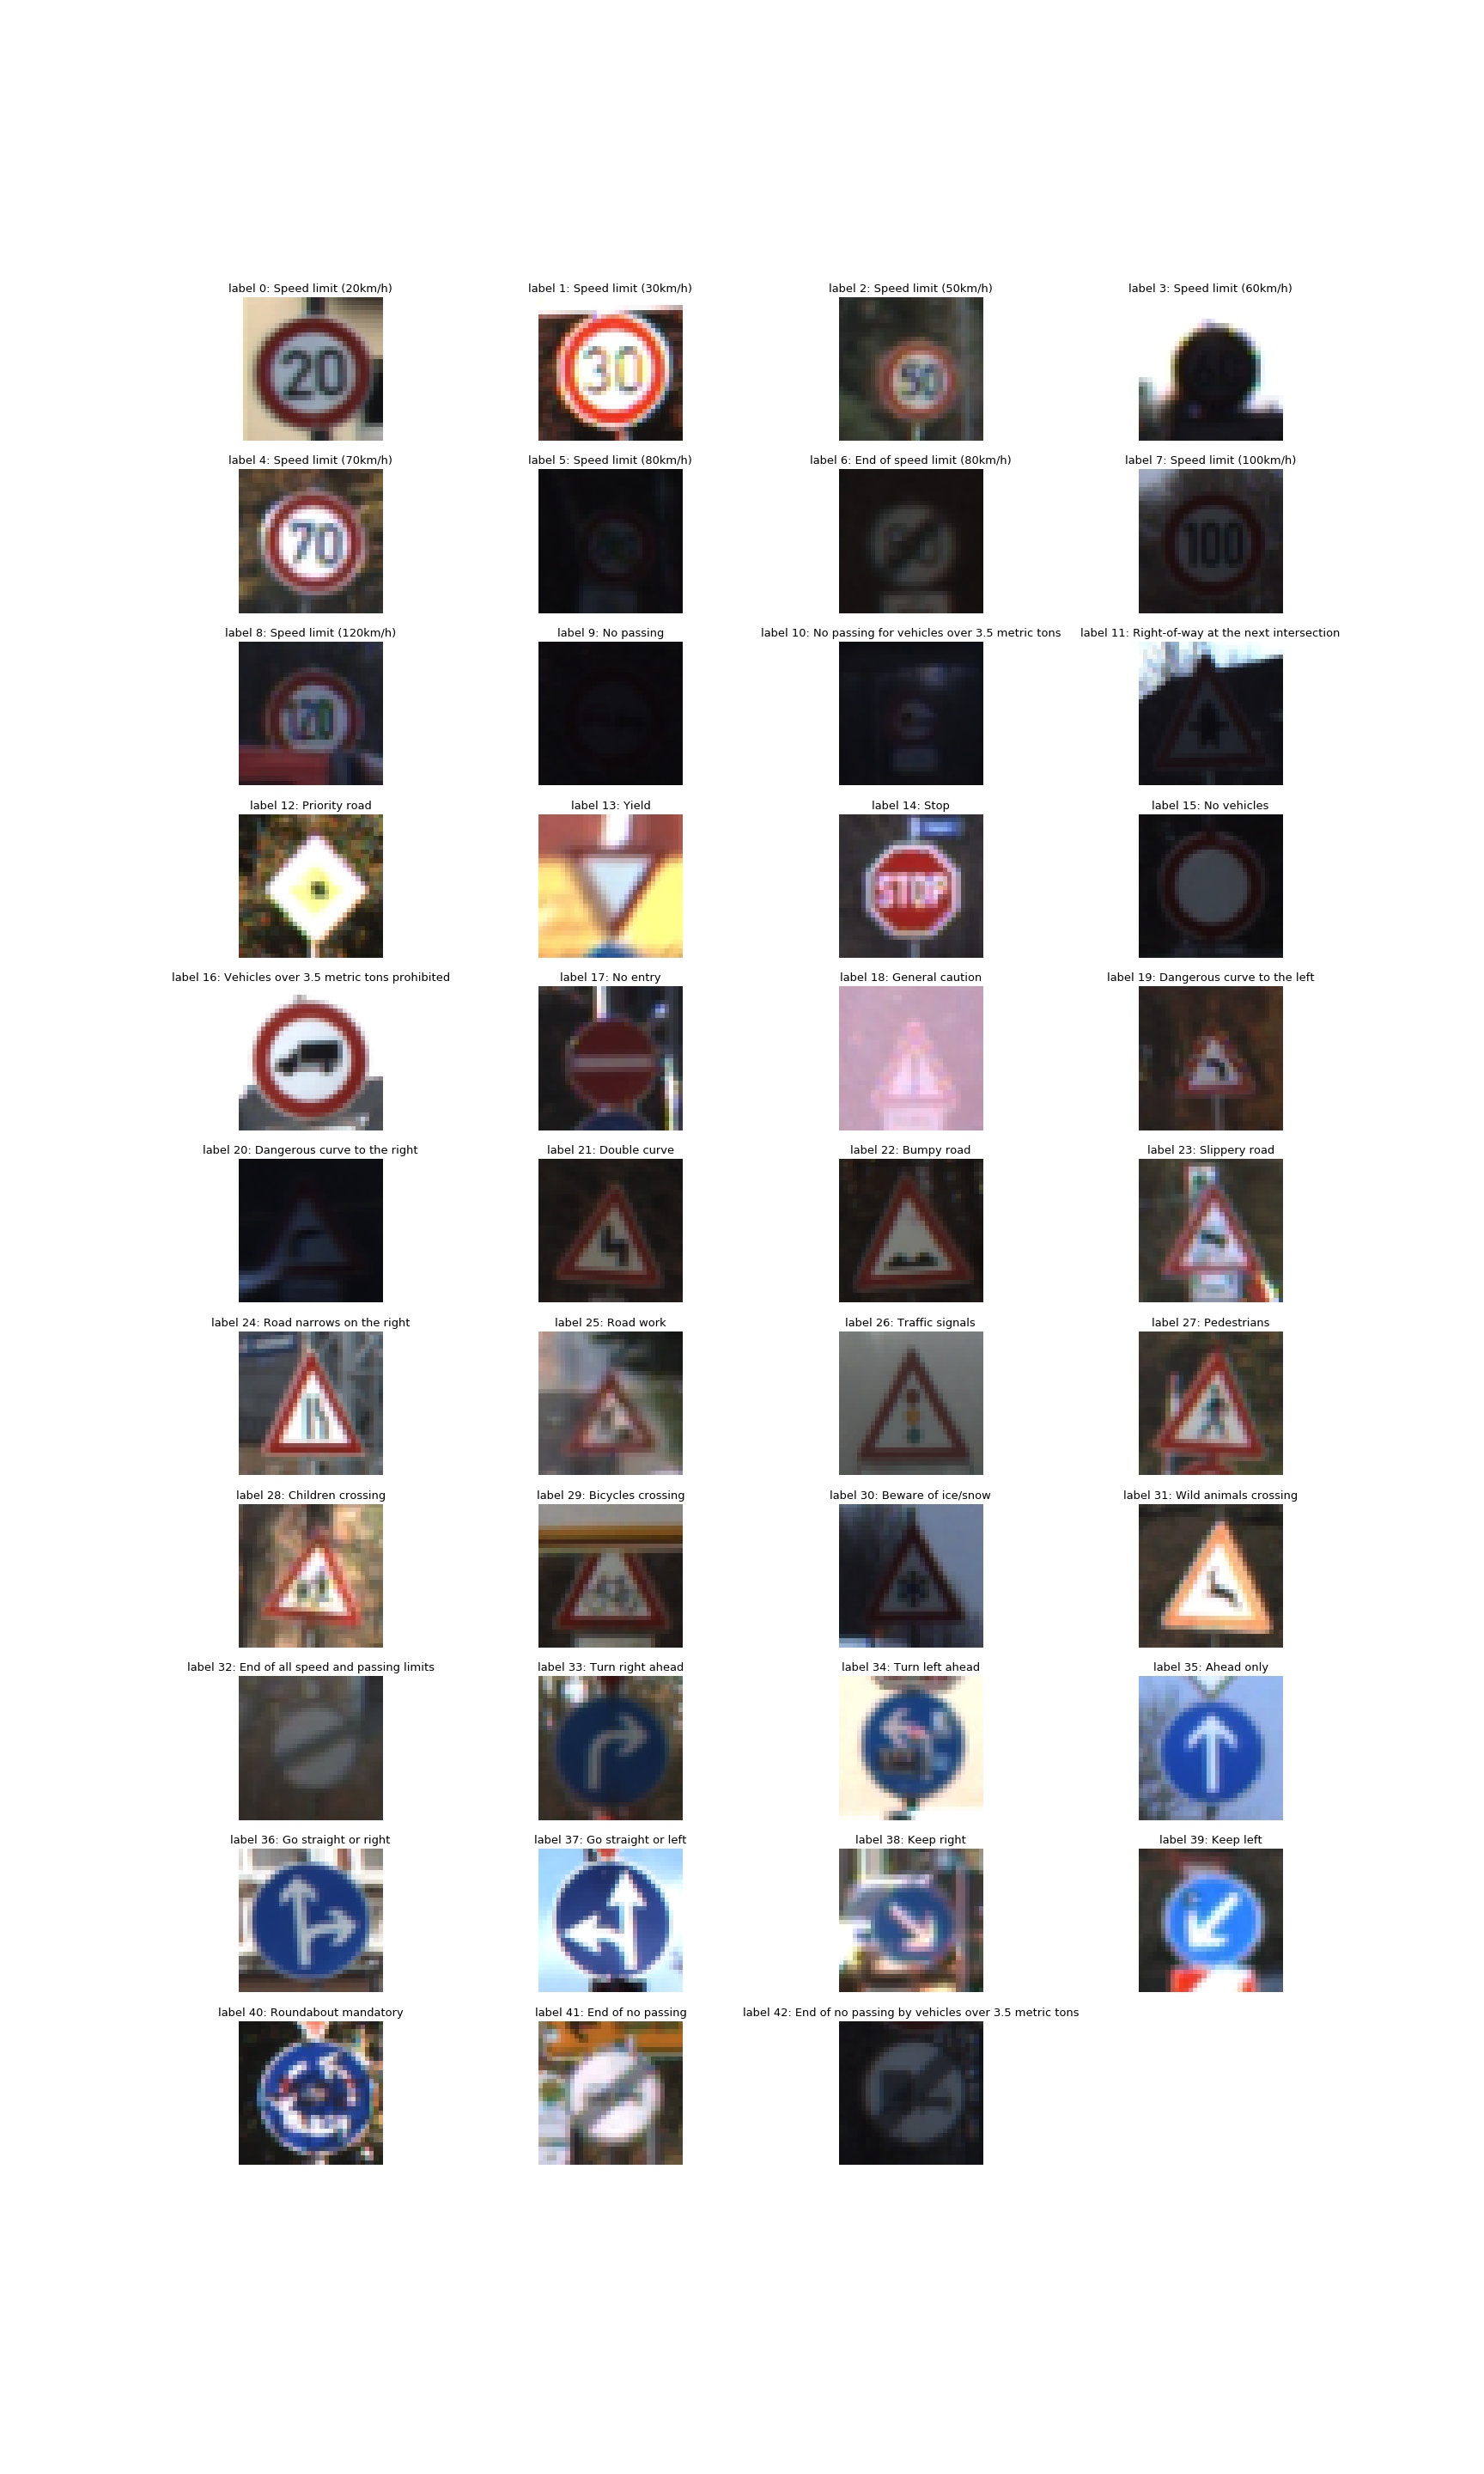 label 0: Speed limit (20km/h) label 1: Speed limit (30km/h) label 2: Speed limit (50km/h) label 3: Speed limit (60km/h)
20 30 50
label 4: Speed limit (70km/h) label 5: Speed limit (80km/h) label 6: End of speed limit (80km/h) label 7: Speed limit (100km/h)
70 100
label 8: Speed limit (120km/h) label 9: No passing label 10: No passing for vehicles over 3.5 metric tons label 11: Right-of-way at the next intersection
120
label 12: Priority road label 13: Yield label 14: Stop label 15: No vehicles
STOP
label 16: Vehicles over 3.5 metric tons prohibited label 17: No entry label 18: General caution label 19: Dangerous curve to the left
label 20: Dangerous curve to the right label 21: Double curve label 22: Bumpy road label 23: Slippery road
label 24: Road narrows on the right label 25: Road work label 26: Traffic signals label 27: Pedestrians
label 28: Children crossing label 29: Bicycles crossing label 30: Beware of ice/snow label 31: Wild animals crossing
label 32: End of all speed and passing limits label 33: Turn right ahead label 34: Turn left ahead label 35: Ahead only
label 36: Go straight or right label 37: Go straight or left label 38: Keep right label 39: Keep left
label 40: Roundabout mandatory label 41: End of no passing label 42: End of no passing by vehicles over 3.5 metric tons